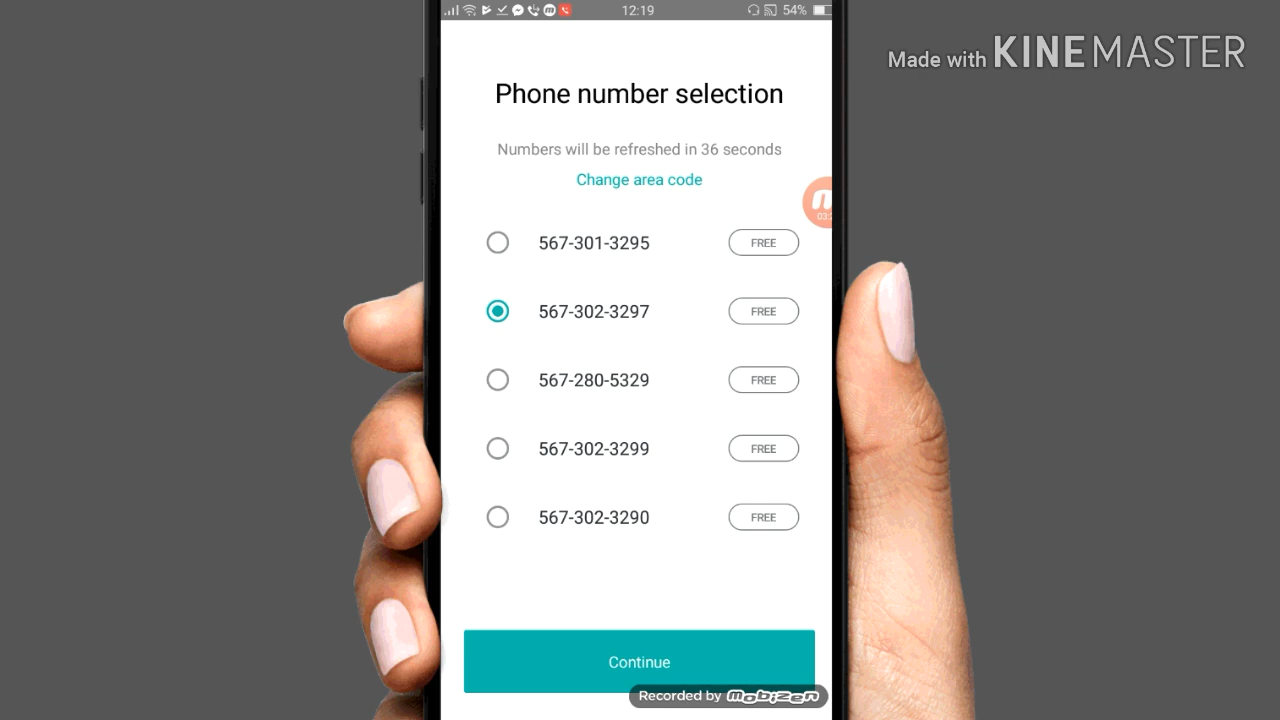 12:19
54%
Made with KINEMASTER
Phone number selection
Numbers will be refreshed in 36 seconds
Change area code
567-301-3295 FREE
567-302-3297 FREE
567-280-5329 FREE
567-302-3299 FREE
567-302-3290 FREE
Continue
Recorded by mobizen